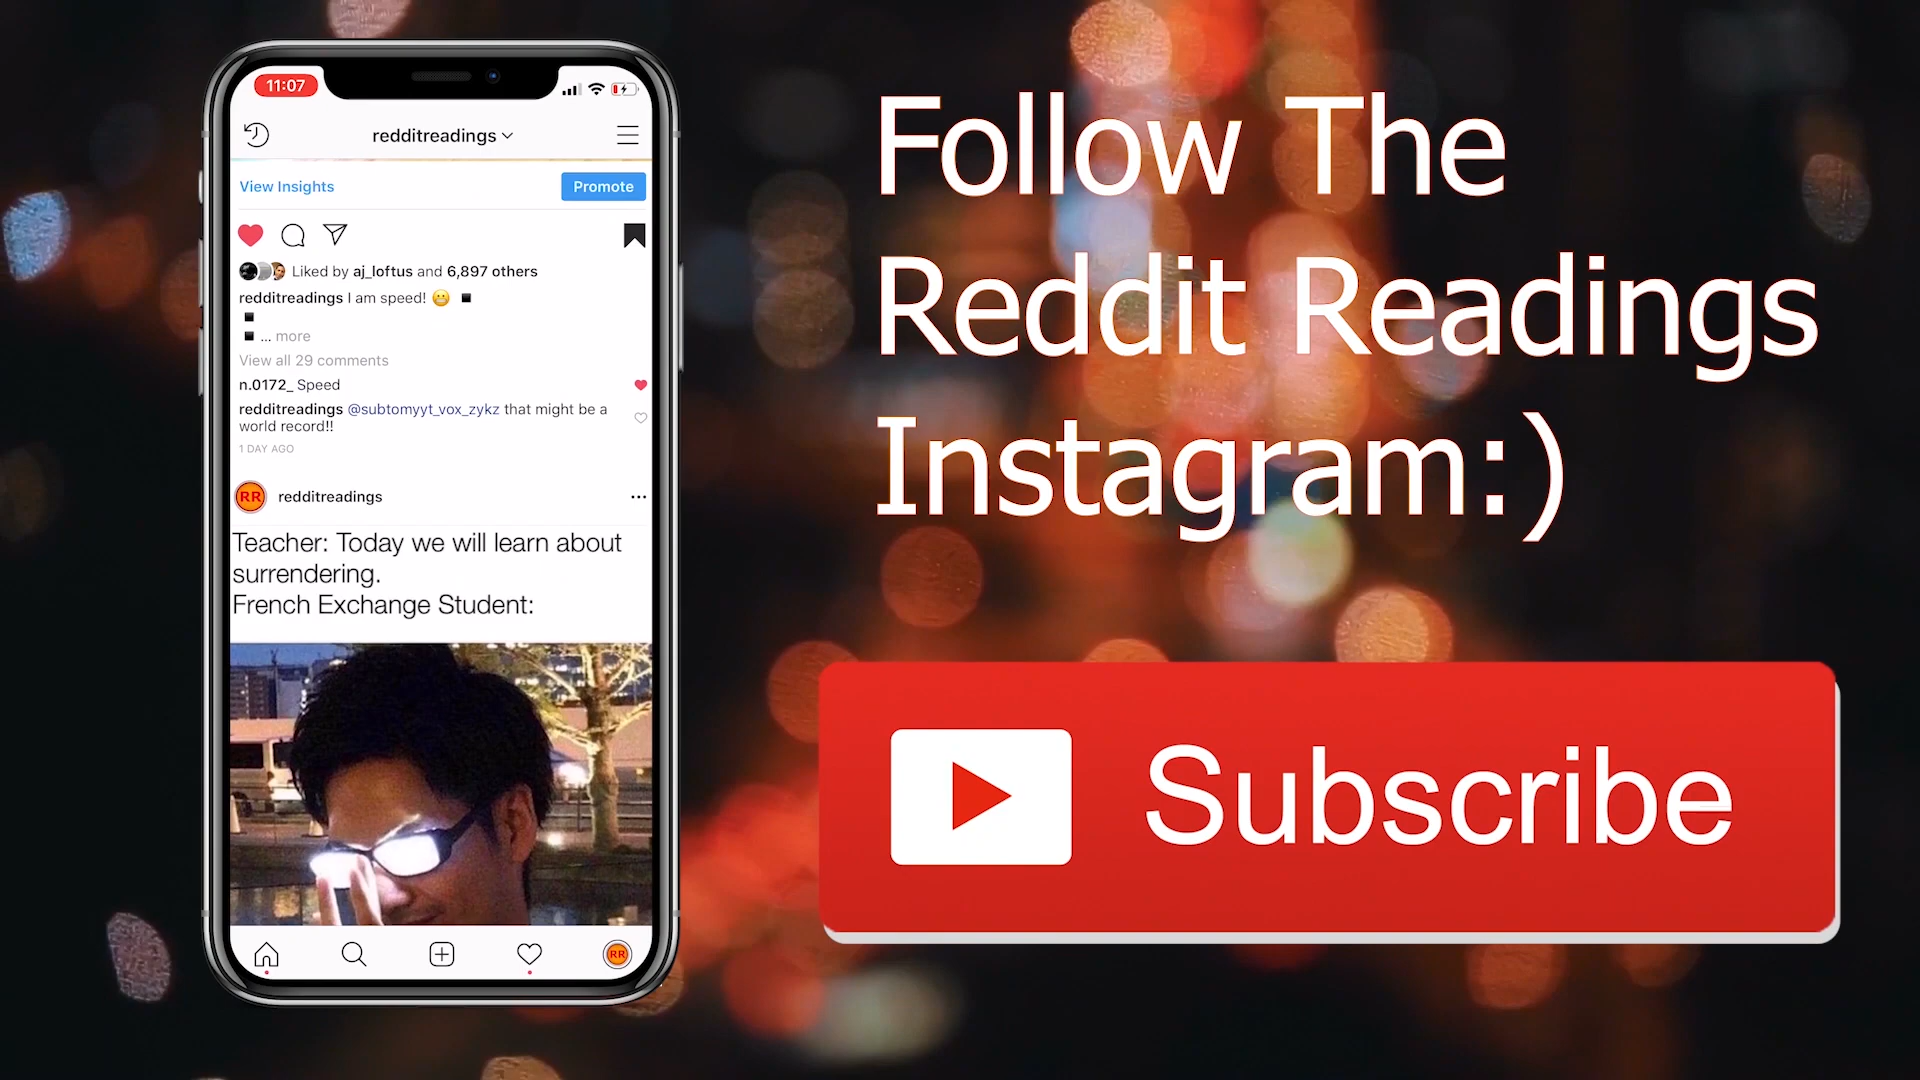 11:07
redditreadings
View Insights
Promote
Liked by aj_loftus and 6,897 others
redditreadings I am speed! 😬 ▪️
▪️
▪️ ... more
View all 29 comments
n.0172_ Speed
redditreadings @subtomyyt_vox_zykz that might be a
world record!!
1 DAY AGO
RR redditreadings
Teacher: Today we will learn about
surrendering.
French Exchange Student:
RR
Follow The
Reddit Readings
Instagram:)
Subscribe